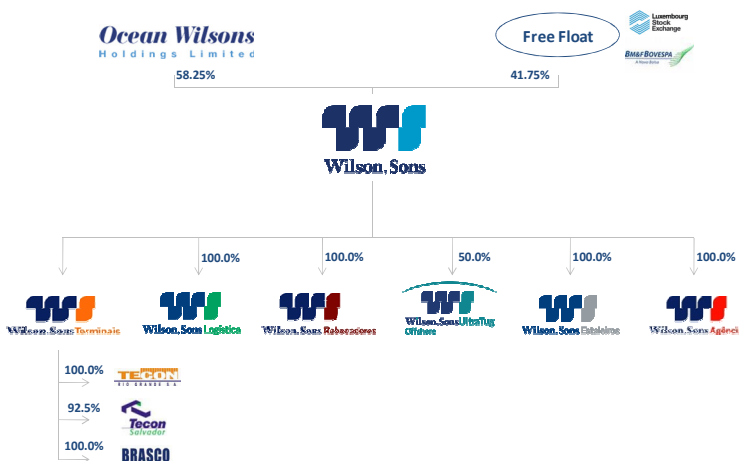 Ocean Wilsons
Holdings Limited
Free Float
Luxembourg
Stock
Exchange
BM&FBOVESPA
A Nova Bolsa
58.25%
41.75%
Wilson, Sons
100.0%
100.0%
50.0%
100.0%
100.0%
Wilson, Sons Terminais
Wilson, Sons Logística
Wilson, Sons Rebocadores
Wilson, Sons UltraTug
Offshore
Wilson, Sons Estaleiros
Wilson, Sons Agênci
100.0%
TECON
RIO GRANDE S.A
92.5%
Tecon
Salvador
100.0%
BRASCO